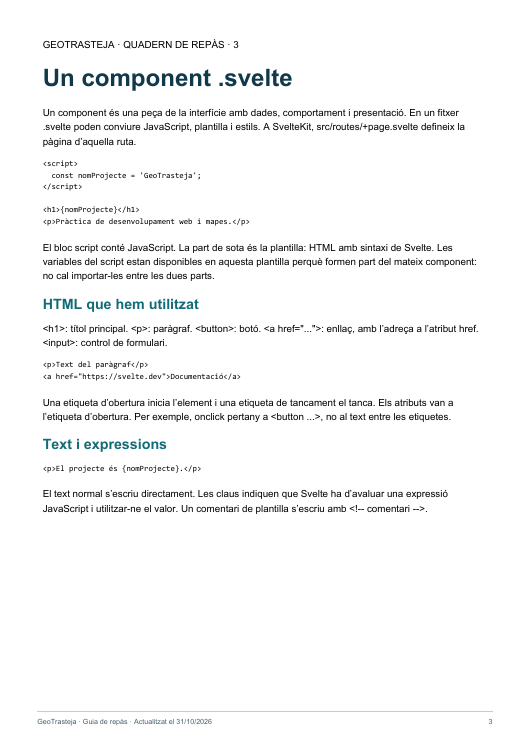 GEOTRASTEJA · QUADERN DE REPÀS · 3
Un component .svelte
Un component és una peça de la interfície amb dades, comportament i presentació. En un fitxer
.svelte poden conviure JavaScript, plantilla i estils. A SvelteKit, src/routes/+page.svelte defineix la
pàgina d’aquella ruta.
<script>
  const nomProjecte = 'GeoTrasteja';
</script>
<h1>{nomProjecte}</h1>
<p>Pràctica de desenvolupament web i mapes.</p>
El bloc script conté JavaScript. La part de sota és la plantilla: HTML amb sintaxi de Svelte. Les
variables del script estan disponibles en aquesta plantilla perquè formen part del mateix component:
no cal importar-les entre les dues parts.
HTML que hem utilitzat
<h1>: títol principal. <p>: paràgraf. <button>: botó. <a href="...">: enllaç, amb l’adreça a l’atribut href.
<input>: control de formulari.
<p>Text del paràgraf</p>
<a href="https://svelte.dev">Documentació</a>
Una etiqueta d’obertura inicia l’element i una etiqueta de tancament el tanca. Els atributs van a
l’etiqueta d’obertura. Per exemple, onclick pertany a <button ...>, no al text entre les etiquetes.
Text i expressions
<p>El projecte és {nomProjecte}.</p>
El text normal s’escriu directament. Les claus indiquen que Svelte ha d’avaluar una expressió
JavaScript i utilitzar-ne el valor. Un comentari de plantilla s’escriu amb <!-- comentari -->.
GeoTrasteja · Guia de repàs · Actualitzat el 31/10/2026
3